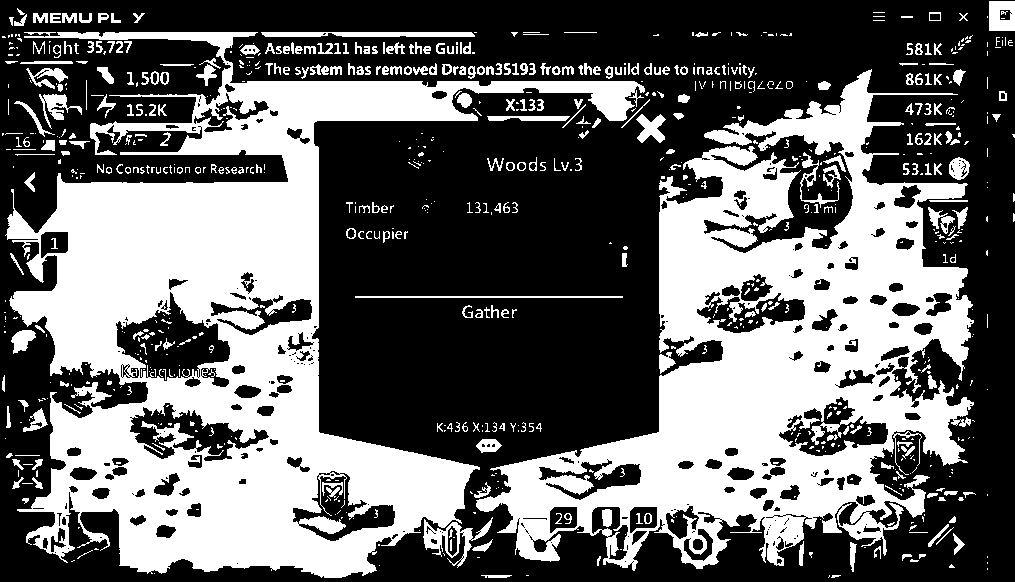 MEMU PL Y
File
Might 35,727
Aselem1211 has left the Guild.
The system has removed Dragon35193 from the guild due to inactivity.
581K
1,500
861K
15.2K
X:133
473K
16
2
162K
No Construction or Research!
53.1K
Woods Lv.3
Timber 131,463
Occupier
9.1 mi
1
i
1d
Gather
3
9
Karlaquiones
K:436 X:134 Y:354
29
10